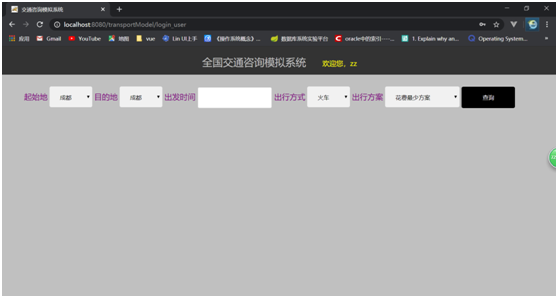 交通咨询模拟系统
localhost:8080/transportModel/login_user
应用 Gmail YouTube 地图 vue Lin UI上手 《操作系统概念》... 数据库系统实验平台 oracle中的索引-----... 1. Explain why an... Operating System...
全国交通咨询模拟系统 欢迎您，zz
起始地 成都 目的地 成都 出发时间 出行方式 火车 出行方案 花费最少方案 查询